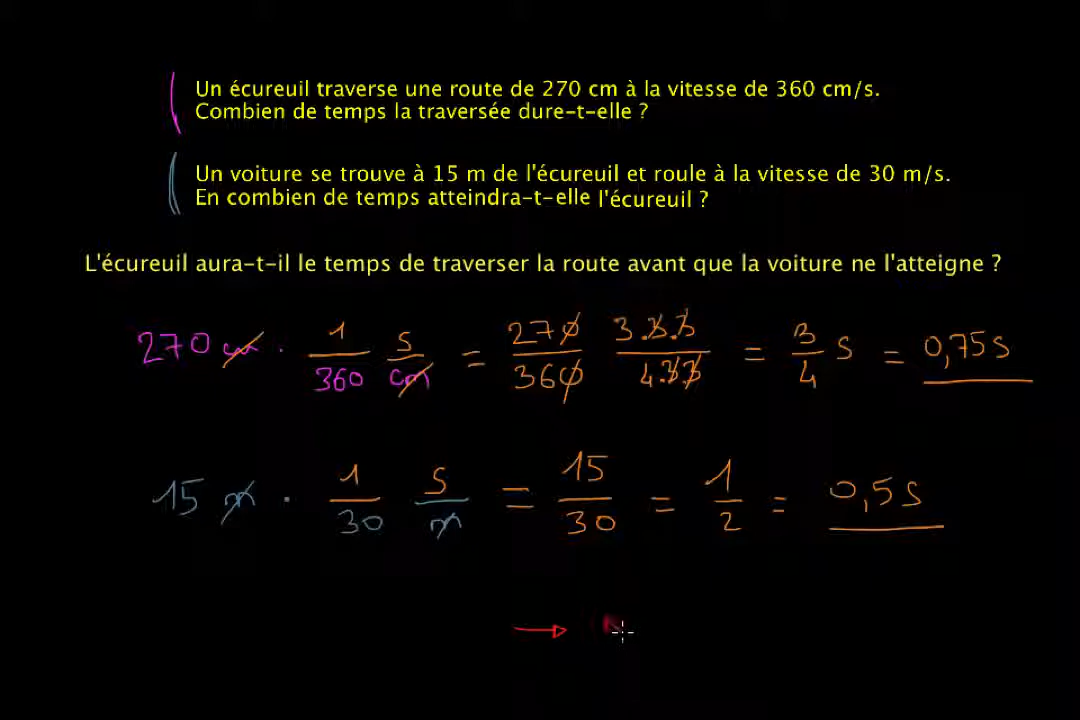 Un écureuil traverse une route de 270 cm à la vitesse de 360 cm/s.
Combien de temps la traversée dure-t-elle ?
Un voiture se trouve à 15 m de l'écureuil et roule à la vitesse de 30 m/s.
En combien de temps atteindra-t-elle l'écureuil ?
L'écureuil aura-t-il le temps de traverser la route avant que la voiture ne l'atteigne ?
270 cm · 1/360 s/cm = 270/360 3.3.3/4.3.3 = 3/4 s = 0,75 s
15 m · 1/30 s/m = 15/30 = 1/2 = 0,5 s
→